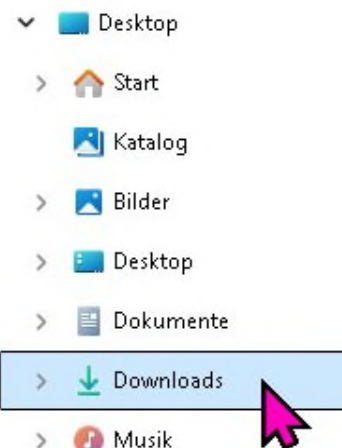 Desktop
Start
Katalog
Bilder
Desktop
Dokumente
Downloads
Musik